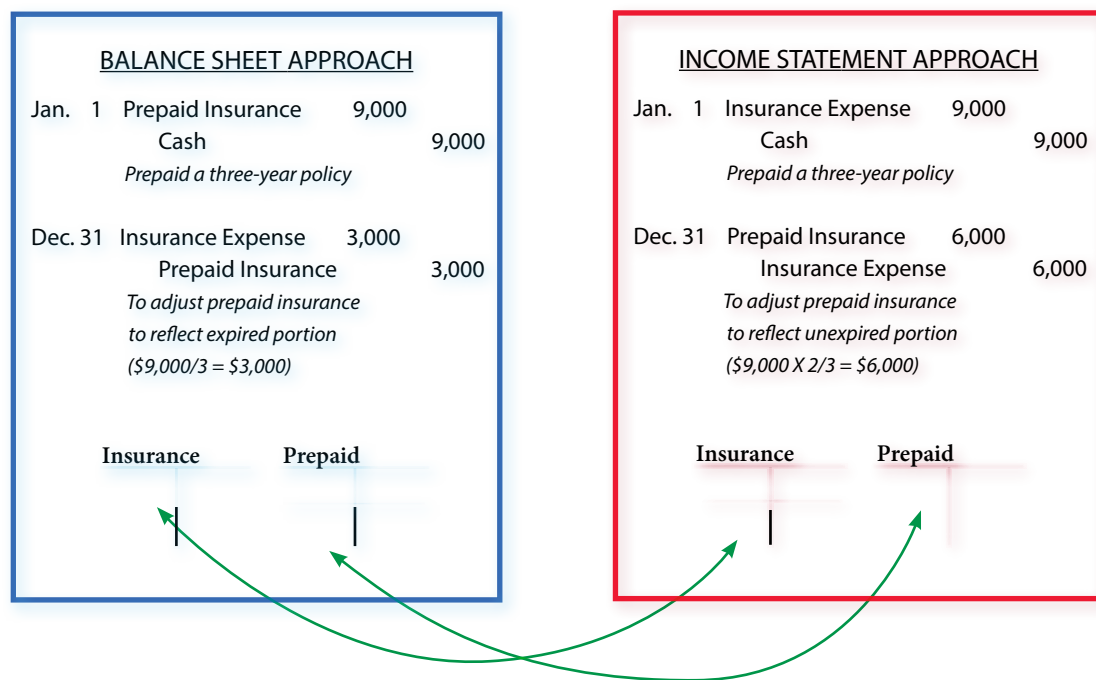 BALANCE SHEET APPROACH
Jan. 1 Prepaid Insurance 9,000
Cash 9,000
Prepaid a three-year policy
Dec. 31 Insurance Expense 3,000
Prepaid Insurance 3,000
To adjust prepaid insurance
to reflect expired portion
($9,000/3 = $3,000)
Insurance Prepaid
INCOME STATEMENT APPROACH
Jan. 1 Insurance Expense 9,000
Cash 9,000
Prepaid a three-year policy
Dec. 31 Prepaid Insurance 6,000
Insurance Expense 6,000
To adjust prepaid insurance
to reflect unexpired portion
($9,000 X 2/3 = $6,000)
Insurance Prepaid